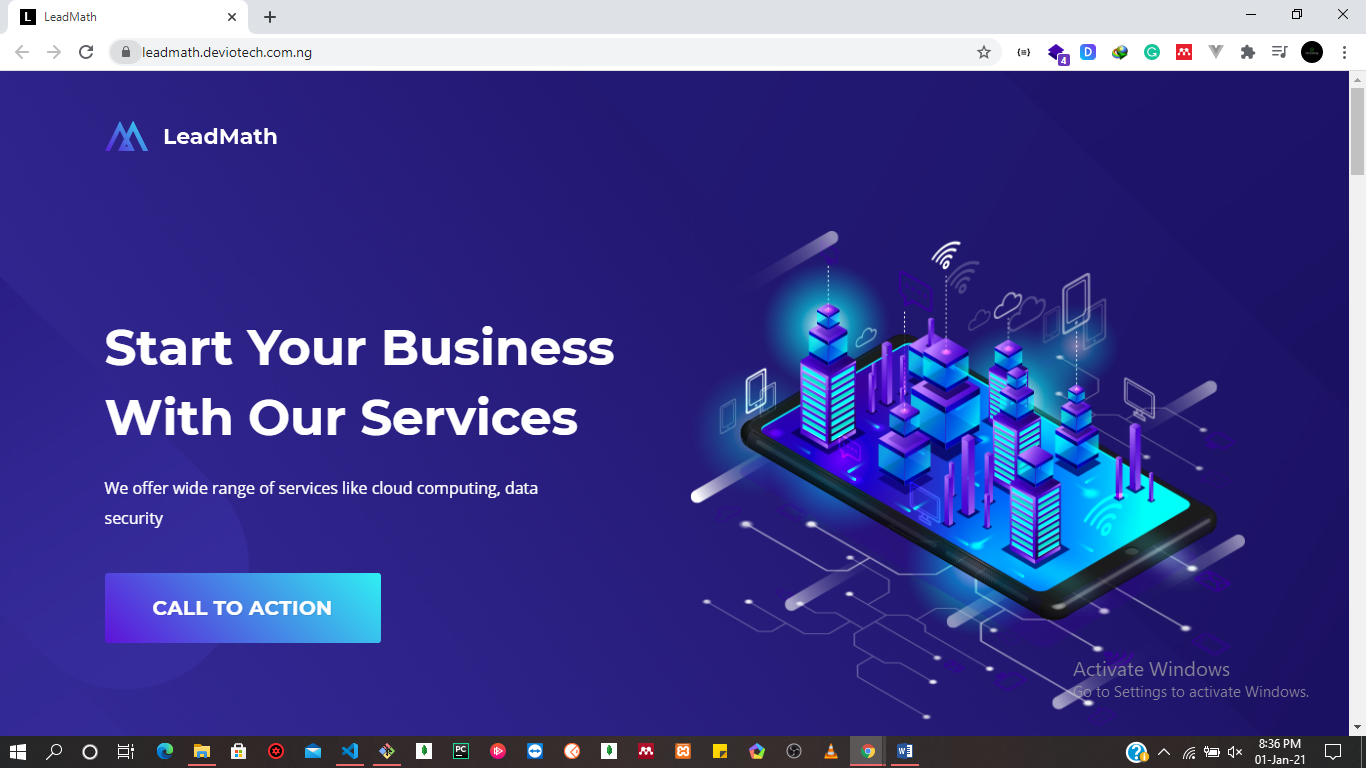 L LeadMath
leadmath.deviotech.com.ng
4
LeadMath
Start Your Business
With Our Services
We offer wide range of services like cloud computing, data
security
CALL TO ACTION
Activate Windows
Go to Settings to activate Windows.
8:36 PM
01-Jan-21